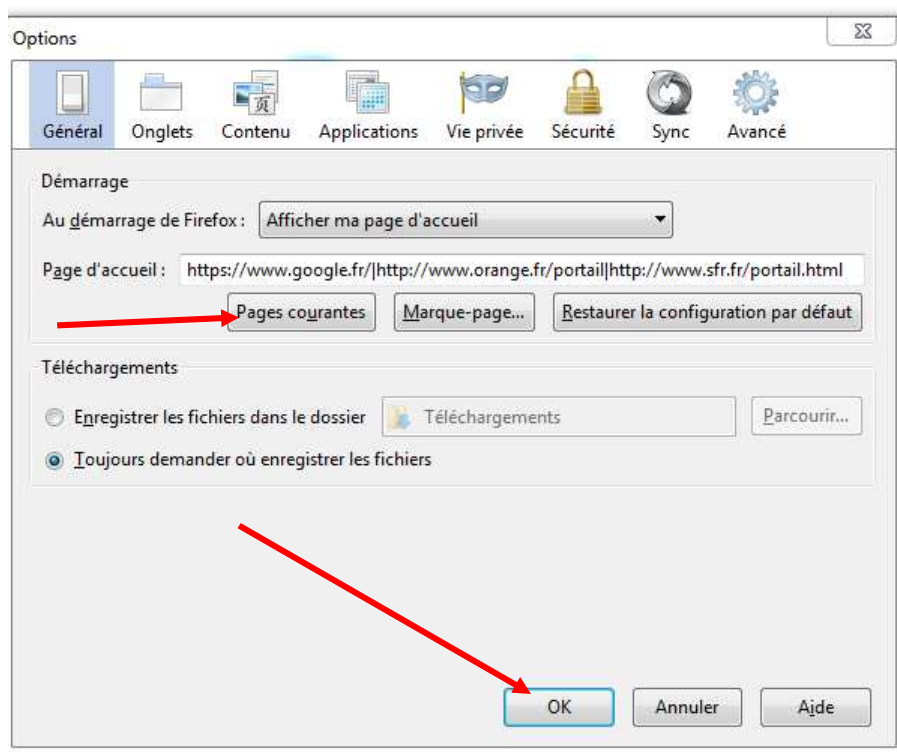 Options
Général Onglets Contenu Applications Vie privée Sécurité Sync Avancé
Démarrage
Au démarrage de Firefox : Afficher ma page d'accueil
Page d'accueil : https://www.google.fr/|http://www.orange.fr/portail|http://www.sfr.fr/portail.html
Pages courantes Marque-page... Restaurer la configuration par défaut
Téléchargements
Enregistrer les fichiers dans le dossier Téléchargements Parcourir...
Toujours demander où enregistrer les fichiers
OK Annuler Aide